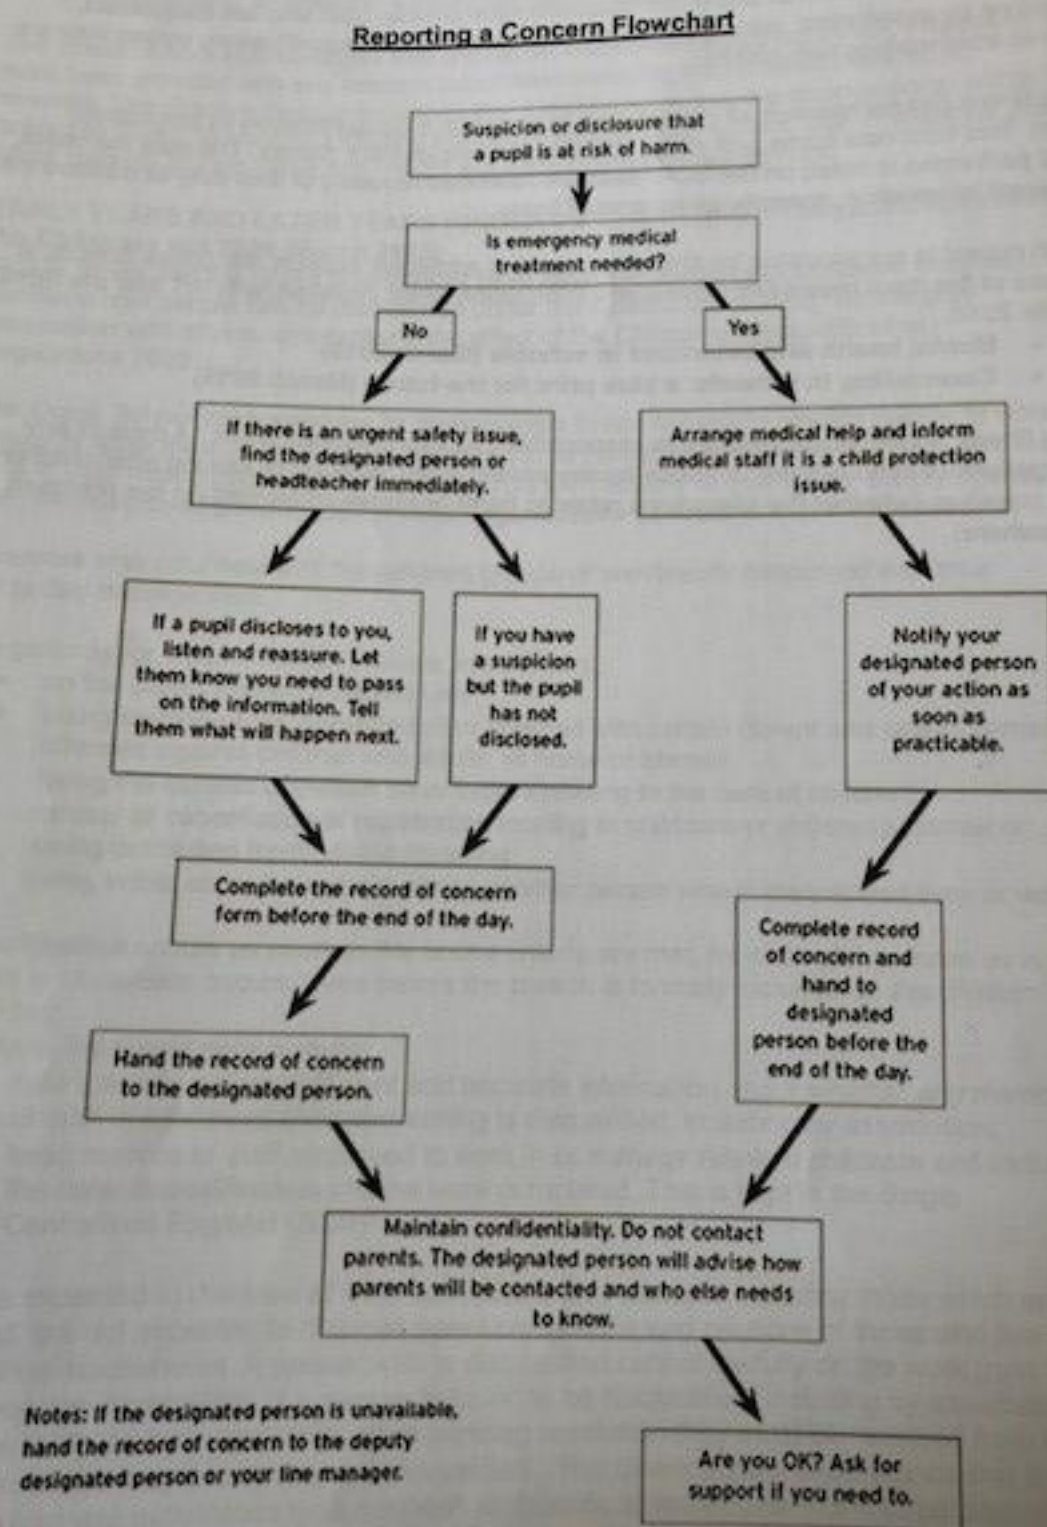 Reporting a Concern Flowchart
Suspicion or disclosure that
a pupil is at risk of harm.
Is emergency medical
treatment needed?
No
Yes
If there is an urgent safety issue,
find the designated person or
headteacher immediately.
Arrange medical help and inform
medical staff it is a child protection
issue.
If a pupil discloses to you,
listen and reassure. Let
them know you need to pass
on the information. Tell
them what will happen next.
If you have
a suspicion
but the pupil
has not
disclosed.
Notify your
designated person
of your action as
soon as
practicable.
Complete the record of concern
form before the end of the day.
Complete record
of concern and
hand to
designated
person before the
end of the day.
Hand the record of concern
to the designated person.
Maintain confidentiality. Do not contact
parents. The designated person will advise how
parents will be contacted and who else needs
to know.
Notes: If the designated person is unavailable,
hand the record of concern to the deputy
designated person or your line manager.
Are you OK? Ask for
support if you need to.